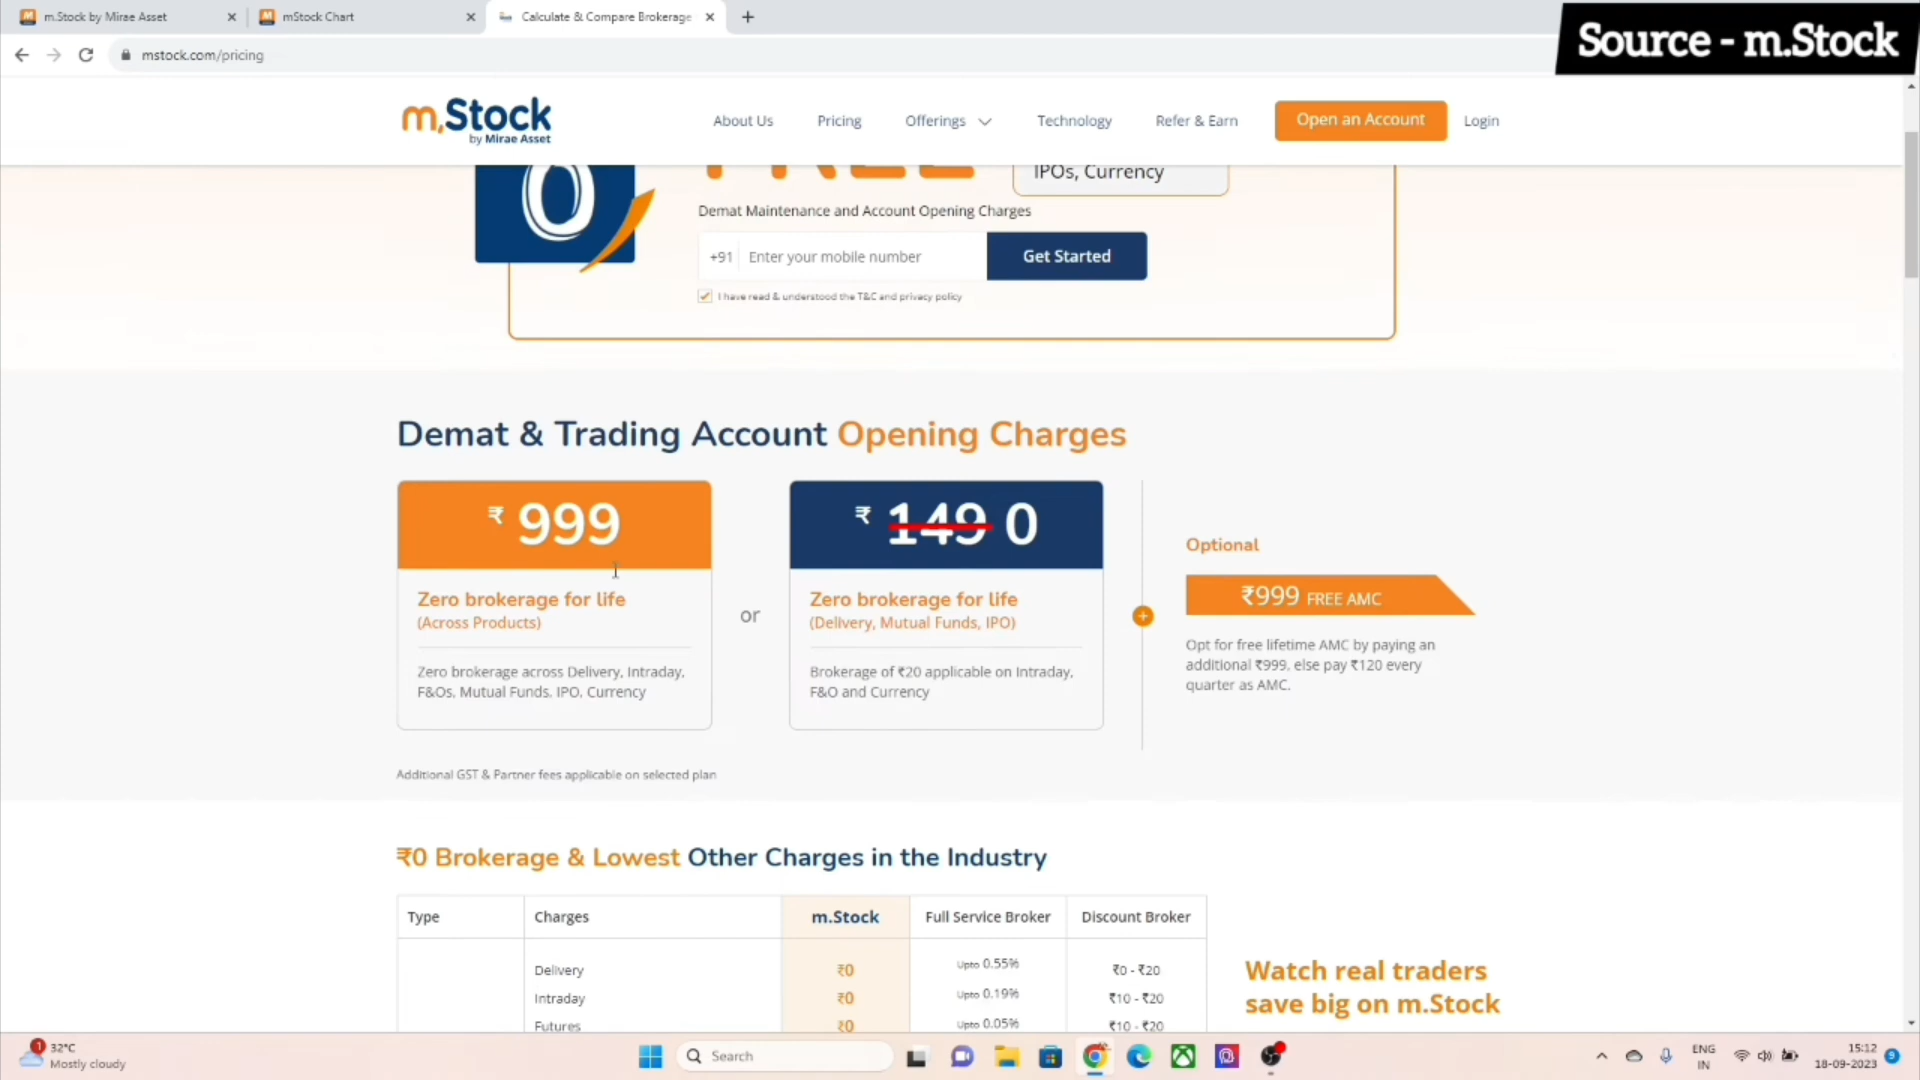 m.Stock by Mirae Asset
mStock Chart
Calculate & Compare Brokerage
Source - m.Stock
mstock.com/pricing
m.Stock
by Mirae Asset
About Us
Pricing
Offerings
Technology
Refer & Earn
Open an Account
Login
0
IPOs, Currency
Demat Maintenance and Account Opening Charges
+91 Enter your mobile number
Get Started
I have read & understood the T&C and privacy policy
Demat & Trading Account Opening Charges
₹ 999
Zero brokerage for life
(Across Products)
Zero brokerage across Delivery, Intraday,
F&Os, Mutual Funds, IPO, Currency
or
₹ 149 0
Zero brokerage for life
(Delivery, Mutual Funds, IPO)
Brokerage of ₹20 applicable on Intraday,
F&O and Currency
Optional
₹999 FREE AMC
Opt for free lifetime AMC by paying an
additional ₹999, else pay ₹120 every
quarter as AMC.
Additional GST & Partner fees applicable on selected plan
₹0 Brokerage & Lowest Other Charges in the Industry
Type Charges m.Stock Full Service Broker Discount Broker
Delivery ₹0 Upto 0.55% ₹0 - ₹20
Intraday ₹0 Upto 0.19% ₹10 - ₹20
Futures ₹0 Upto 0.05% ₹10 - ₹20
Watch real traders
save big on m.Stock
1
32°C
Mostly cloudy
Search
ENG
IN
15:12
18-09-2023
9